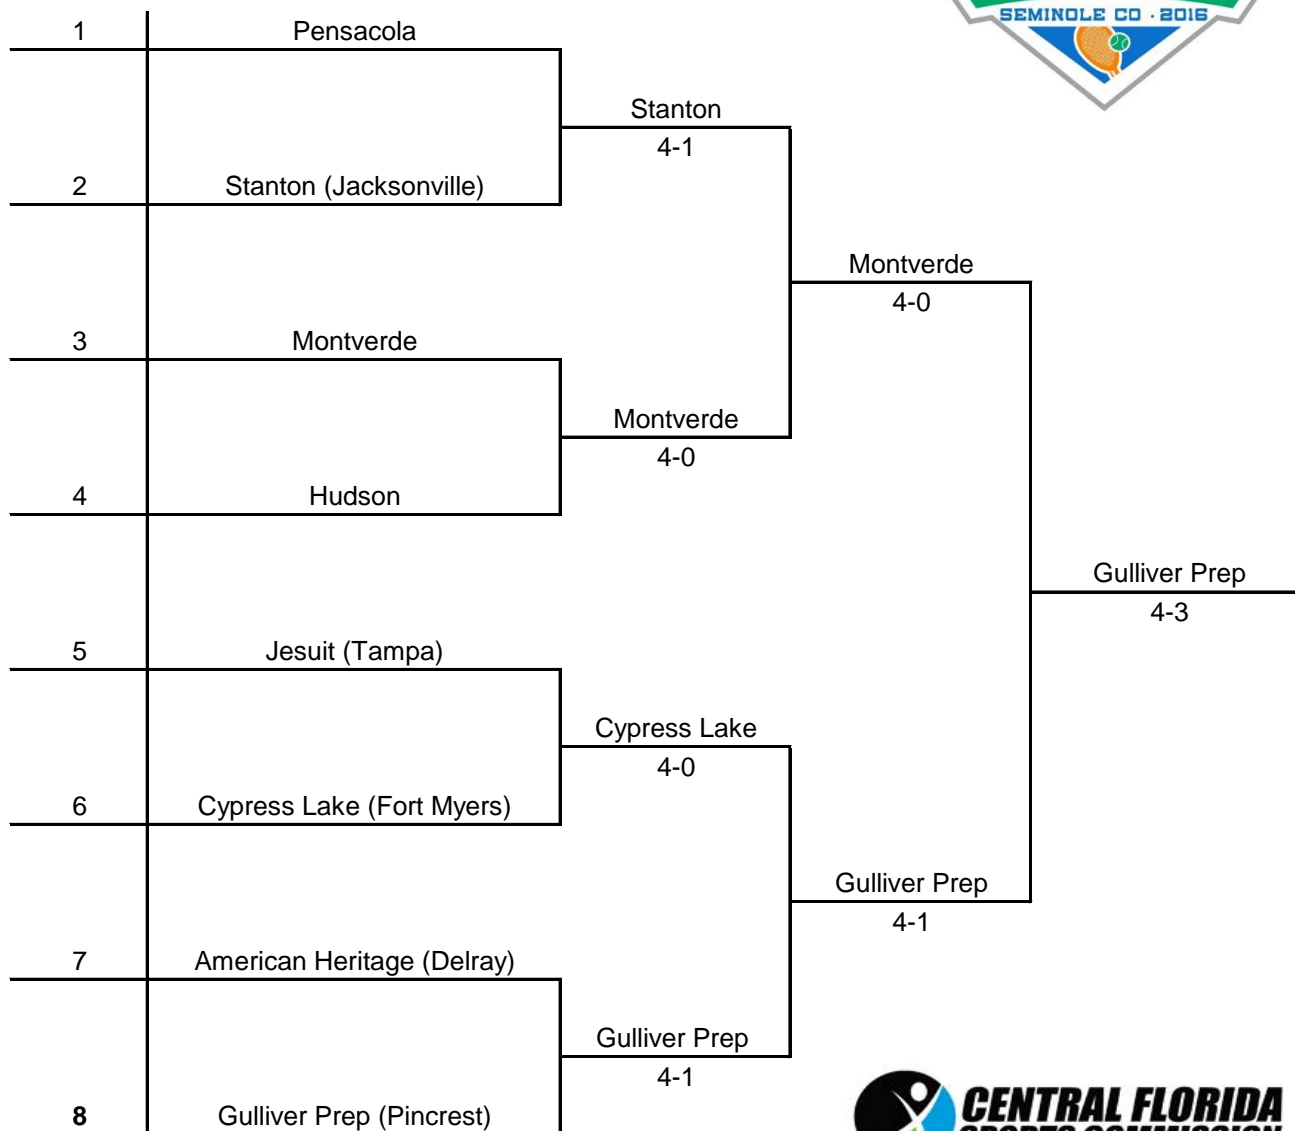 SEMINOLE CO · 2016
1 Pensacola
Stanton
4-1
2 Stanton (Jacksonville)
Montverde
4-0
3 Montverde
Montverde
4-0
4 Hudson
Gulliver Prep
4-3
5 Jesuit (Tampa)
Cypress Lake
4-0
6 Cypress Lake (Fort Myers)
Gulliver Prep
4-1
7 American Heritage (Delray)
Gulliver Prep
4-1
8 Gulliver Prep (Pincrest)
CENTRAL FLORIDA
SPORTS COMMISSION